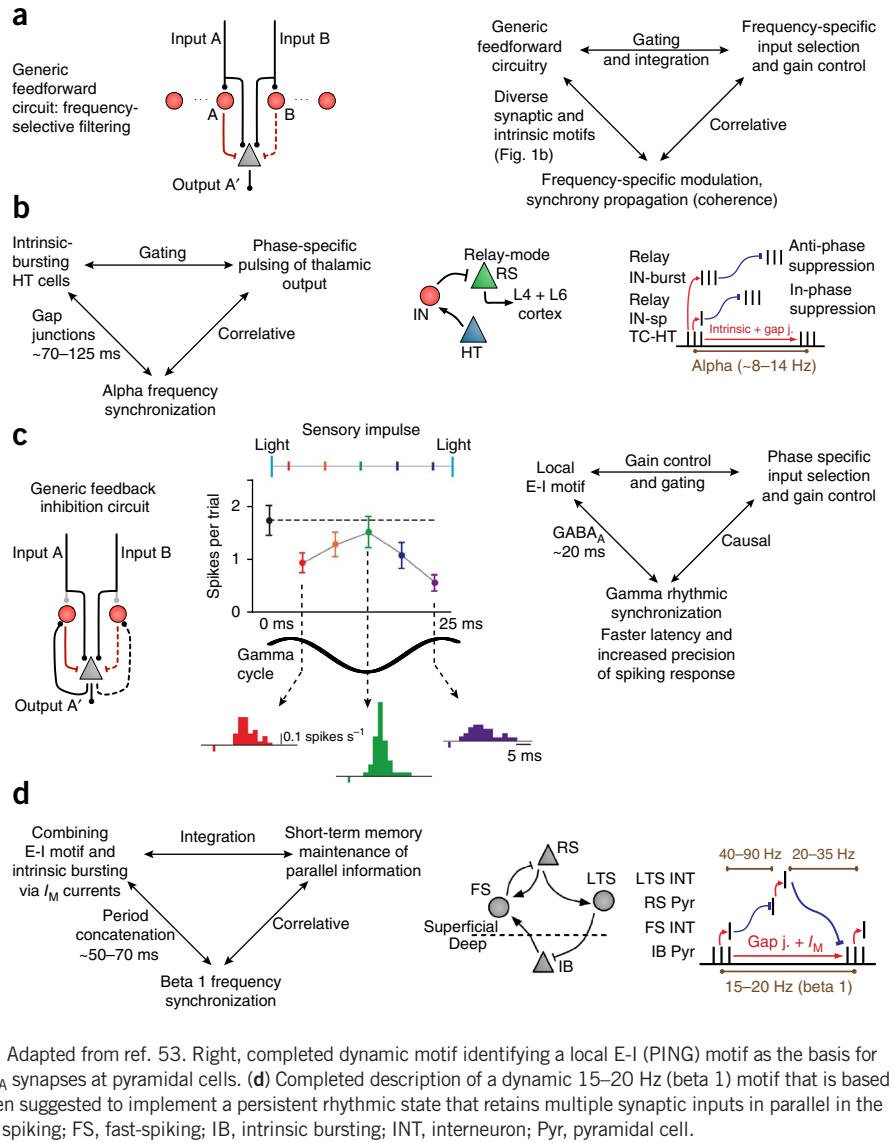 a
Input A
Input B
Generic
feedforward
circuit: frequency-
selective filtering
A
B
Output A′
Generic
feedforward
circuitry
Gating
and integration
Frequency-specific
input selection
and gain control
Diverse
synaptic and
intrinsic motifs
(Fig. 1b)
Correlative
Frequency-specific modulation,
synchrony propagation (coherence)
b
Intrinsic-
bursting
HT cells
Gating
Phase-specific
pulsing of thalamic
output
Gap
junctions
~70–125 ms
Correlative
Alpha frequency
synchronization
Relay-mode
RS
IN
L4 + L6
cortex
HT
Relay
IN-burst
Anti-phase
suppression
Relay
IN-sp
In-phase
suppression
TC-HT
Intrinsic + gap j.
Alpha (~8–14 Hz)
c
Generic feedback
inhibition circuit
Input A
Input B
Output A′
Sensory impulse
Light
Light
Spikes per trial
2
1
0
0 ms
25 ms
Gamma
cycle
0.1 spikes s⁻¹
5 ms
Local
E-I motif
Gain control
and gating
Phase specific
input selection
and gain control
GABA_A
~20 ms
Causal
Gamma rhythmic
synchronization
Faster latency and
increased precision
of spiking response
d
Combining
E-I motif and
intrinsic bursting
via I_M currents
Integration
Short-term memory
maintenance of
parallel information
Period
concatenation
~50–70 ms
Correlative
Beta 1 frequency
synchronization
RS
FS
LTS
Superficial
Deep
IB
40–90 Hz
20–35 Hz
LTS INT
RS Pyr
FS INT
IB Pyr
Gap j. + I_M
15–20 Hz (beta 1)
Adapted from ref. 53. Right, completed dynamic motif identifying a local E-I (PING) motif as the basis for
A synapses at pyramidal cells. (d) Completed description of a dynamic 15–20 Hz (beta 1) motif that is based
en suggested to implement a persistent rhythmic state that retains multiple synaptic inputs in parallel in the
spiking; FS, fast-spiking; IB, intrinsic bursting; INT, interneuron; Pyr, pyramidal cell.